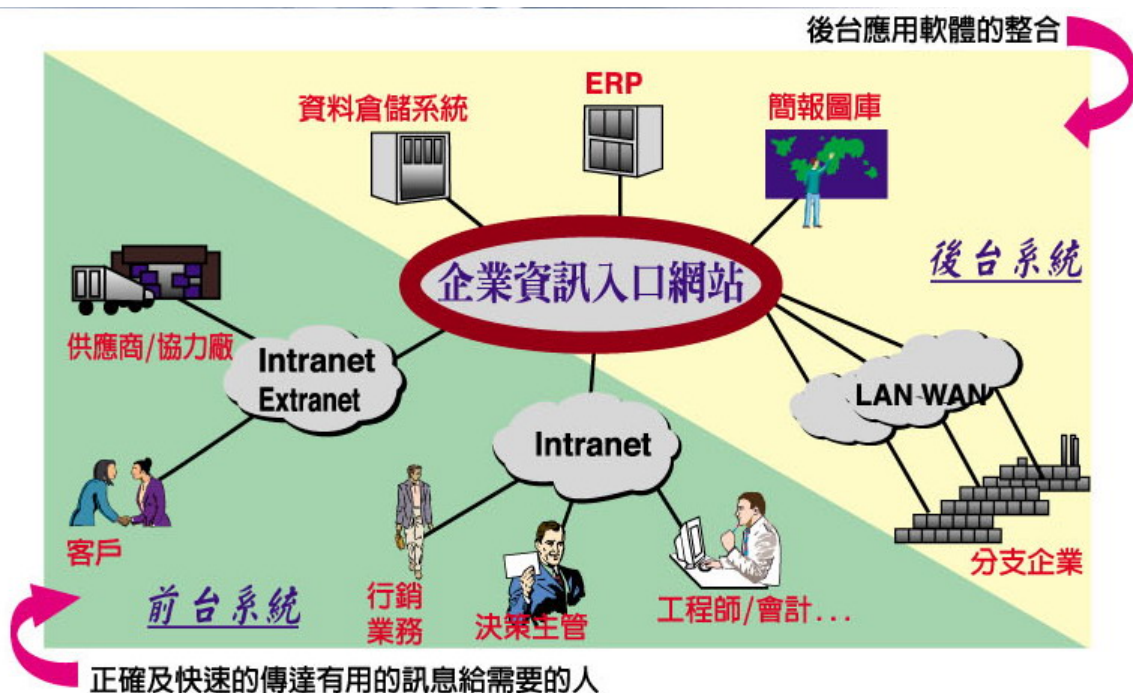 後台應用軟體的整合
ERP
資料倉儲系統
簡報圖庫
後台系統
企業資訊入口網站
供應商/協力廠
Intranet
Extranet
LAN WAN
Intranet
客戶
分支企業
前台系統
行銷
業務
決策主管
工程師/會計...
正確及快速的傳達有用的訊息給需要的人